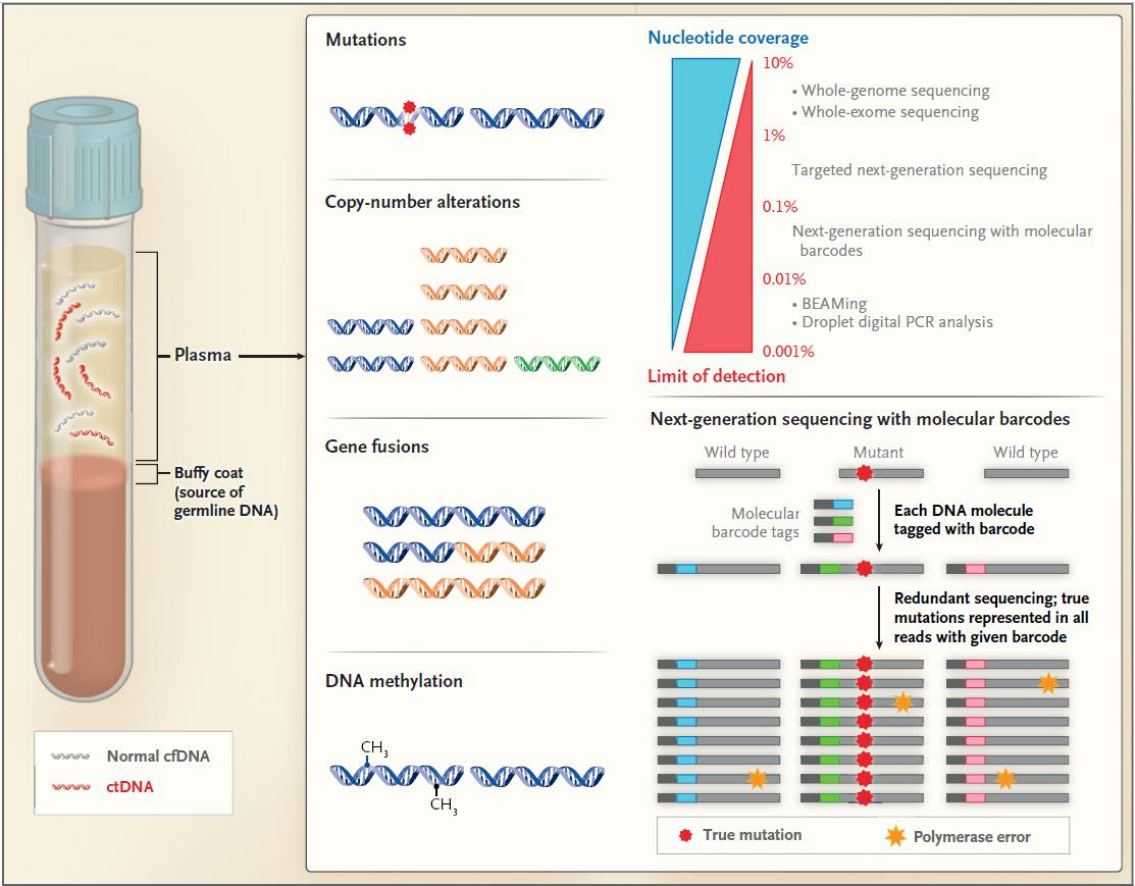 Plasma
Buffy coat
(source of
germline DNA)
Normal cfDNA
ctDNA
Mutations
Copy-number alterations
Gene fusions
DNA methylation
CH3
CH3
Nucleotide coverage
10%
• Whole-genome sequencing
• Whole-exome sequencing
1%
Targeted next-generation sequencing
0.1%
Next-generation sequencing with molecular
barcodes
0.01%
• BEAMing
• Droplet digital PCR analysis
0.001%
Limit of detection
Next-generation sequencing with molecular barcodes
Wild type
Mutant
Wild type
Molecular
barcode tags
Each DNA molecule
tagged with barcode
Redundant sequencing; true
mutations represented in all
reads with given barcode
True mutation
Polymerase error